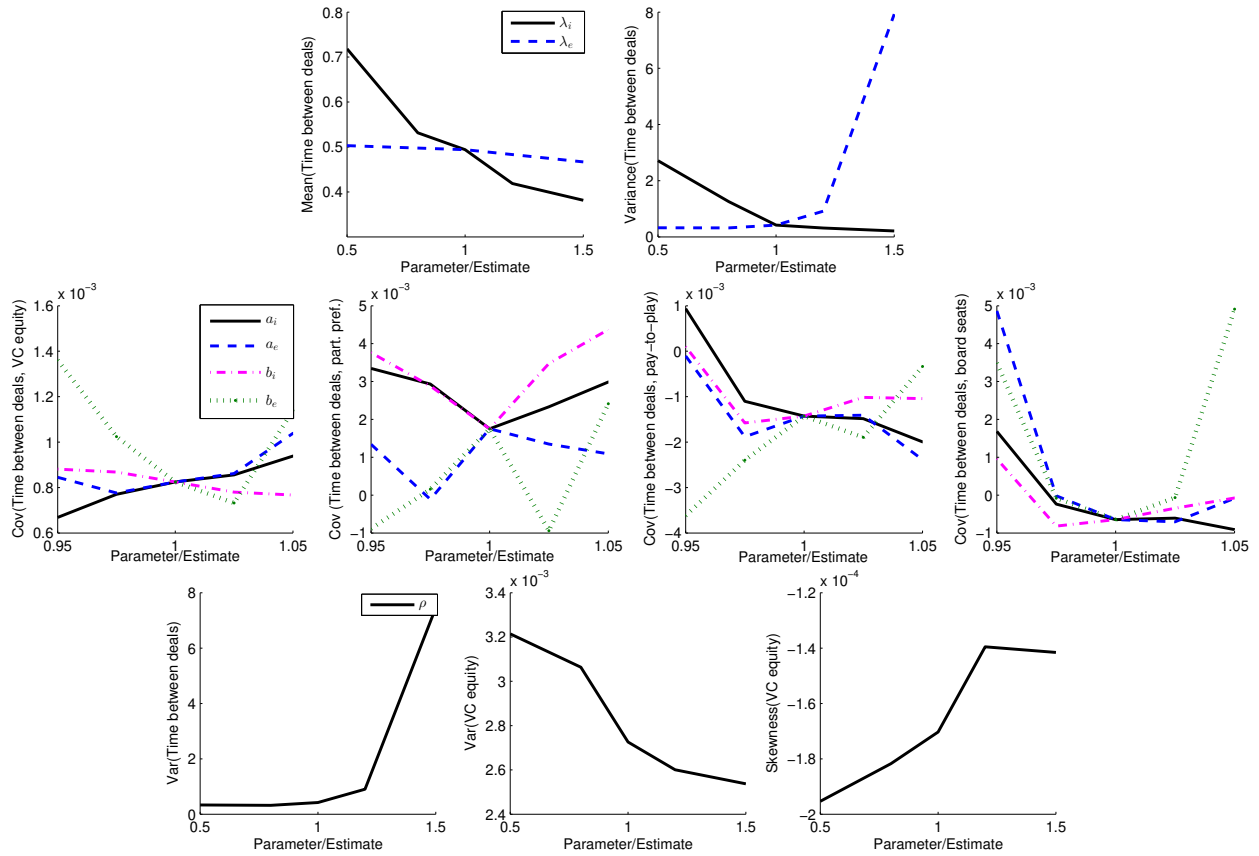 λi
λe
Mean(Time between deals)
0.8
0.7
0.6
0.5
0.4
0.5
1
1.5
Parameter/Estimate
Variance(Time between deals)
8
6
4
2
0
0.5
1
1.5
Parameter/Estimate
x 10^-3
Cov(Time between deals, VC equity)
1.6
1.4
1.2
1
0.8
0.6
0.95
1
1.05
Parameter/Estimate
ai
ae
bi
be
x 10^-3
Cov (Time between deals, part. pref.)
5
4
3
2
1
0
−1
0.95
1
1.05
Parameter/Estimate
x 10^-3
Cov(Time between deals, pay−to−play)
1
0
−1
−2
−3
−4
0.95
1
1.05
Parameter/Estimate
x 10^-3
Cov(Time between deals, board seats)
5
4
3
2
1
0
−1
0.95
1
1.05
Parameter/Estimate
Var(Time between deals)
8
6
4
2
0
0.5
1
1.5
Parameter/Estimate
ρ
x 10^-3
Var(VC equity)
3.4
3.2
3
2.8
2.6
2.4
0.5
1
1.5
Parameter/Estimate
x 10^-4
Skewness(VC equity)
−1.2
−1.4
−1.6
−1.8
−2
0.5
1
1.5
Parameter/Estimate